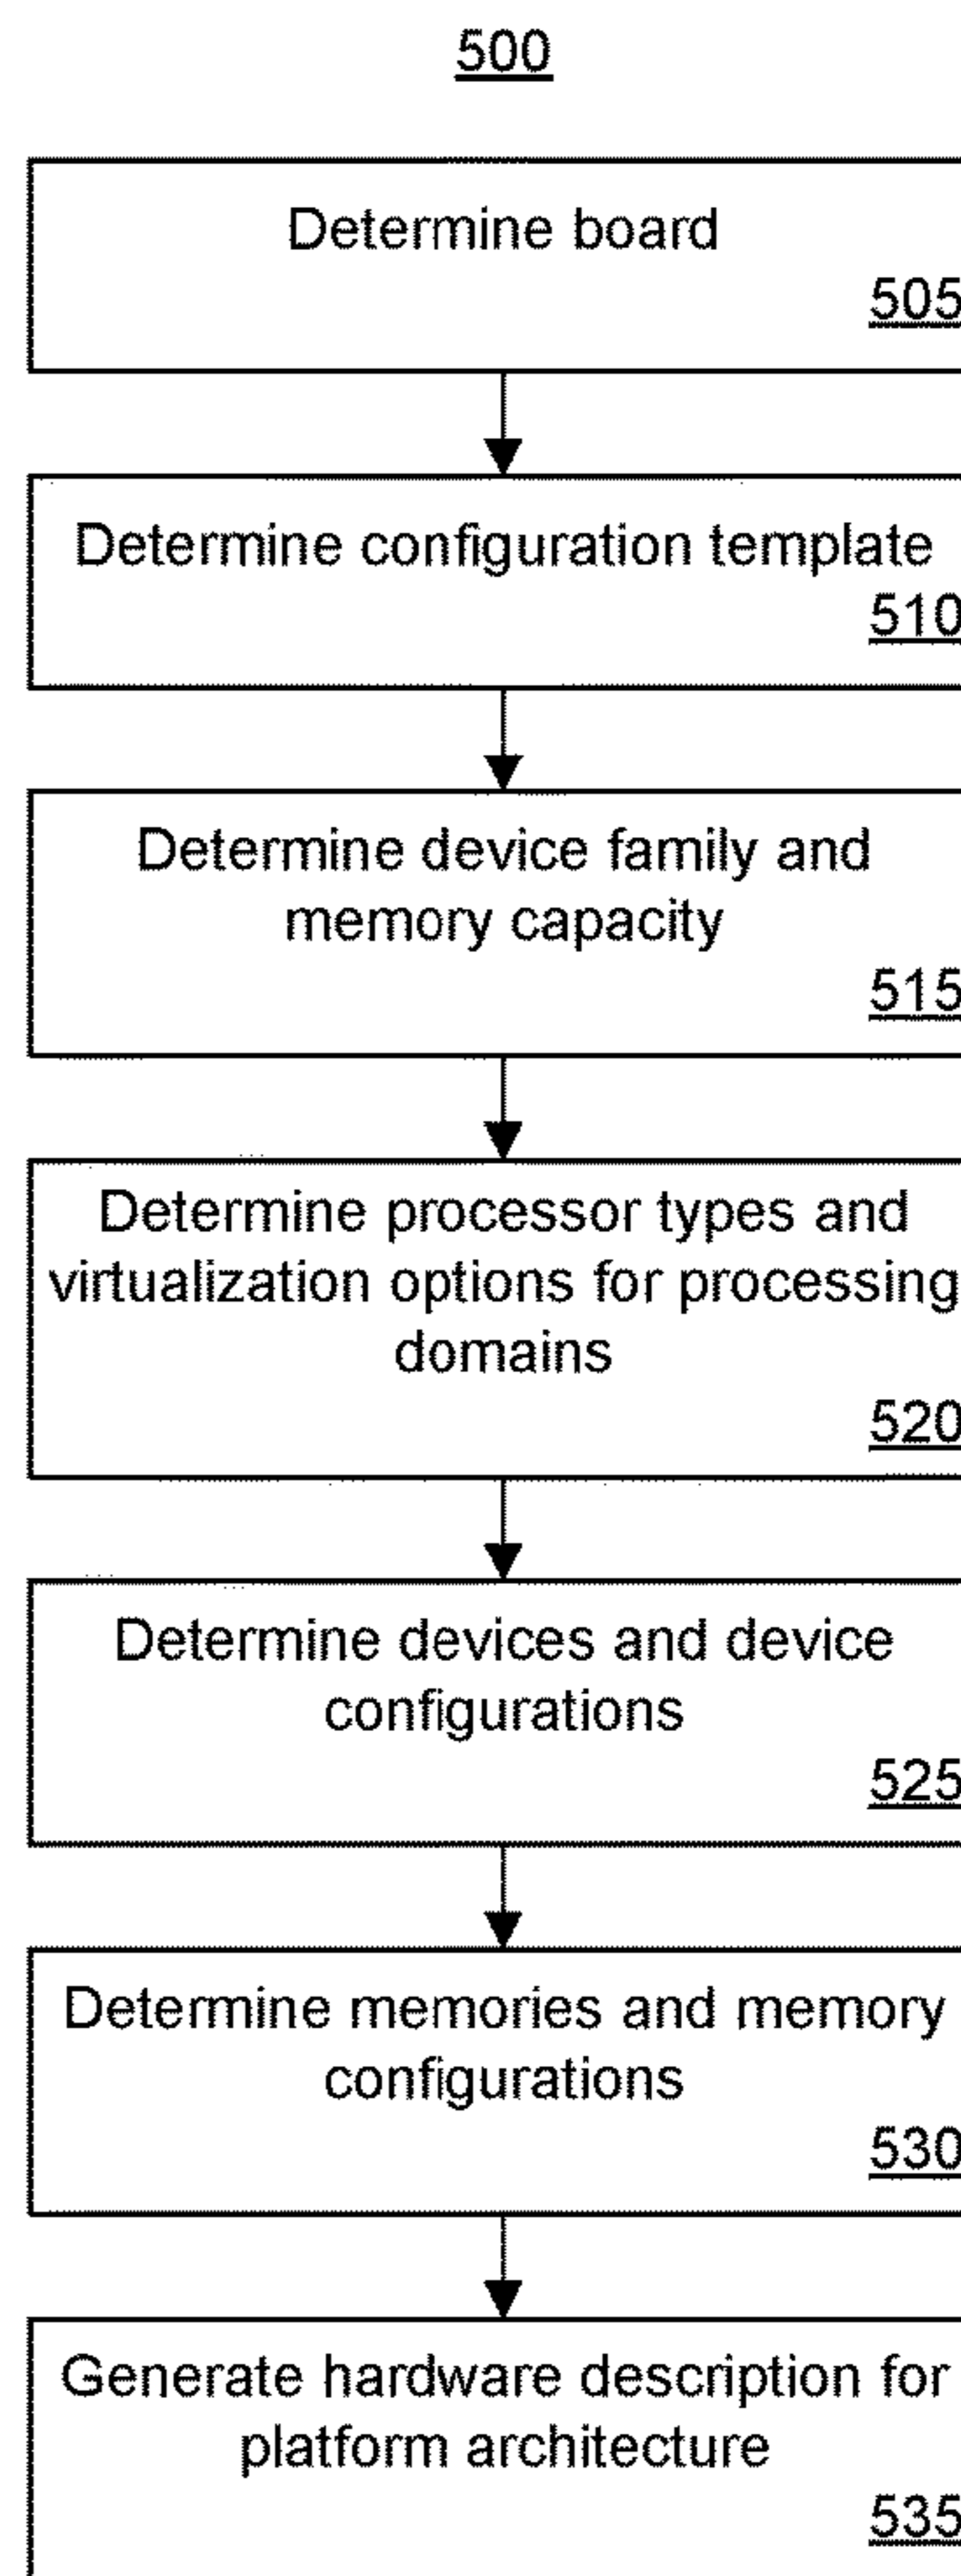 500
Determine board
505
Determine configuration template
510
Determine device family and
memory capacity
515
Determine processor types and
virtualization options for processing
domains
520
Determine devices and device
configurations
525
Determine memories and memory
configurations
530
Generate hardware description for
platform architecture
535